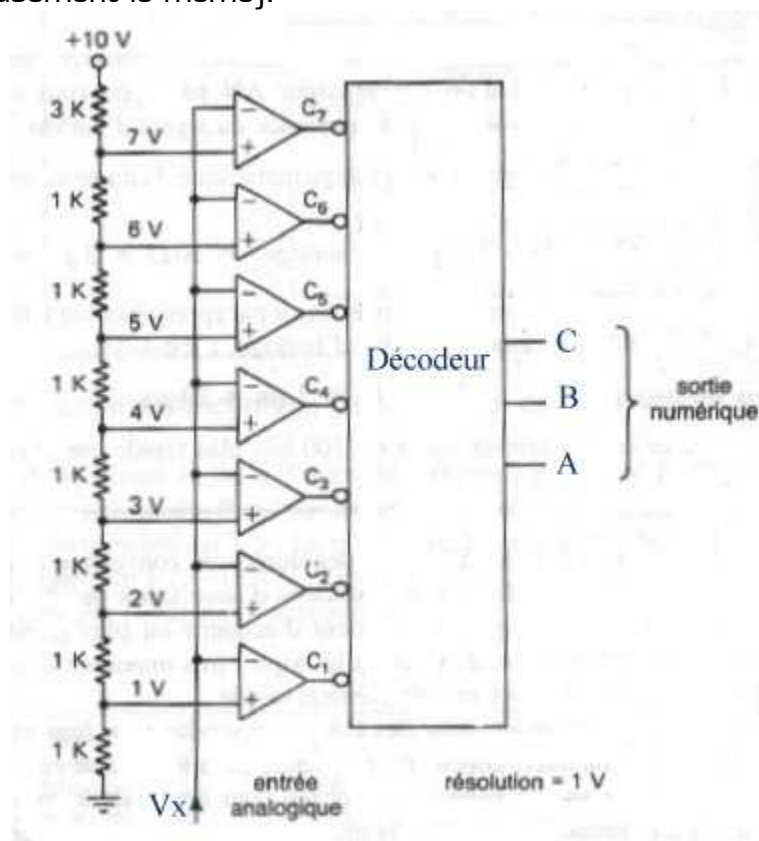 +10 V
3 K
C7
7 V
1 K
C6
6 V
1 K
C5
5 V
Décodeur
C
1 K
C4
B
sortie
numérique
4 V
A
1 K
C3
3 V
1 K
C2
2 V
1 K
C1
1 V
1 K
Vx
entrée
analogique
résolution = 1 V